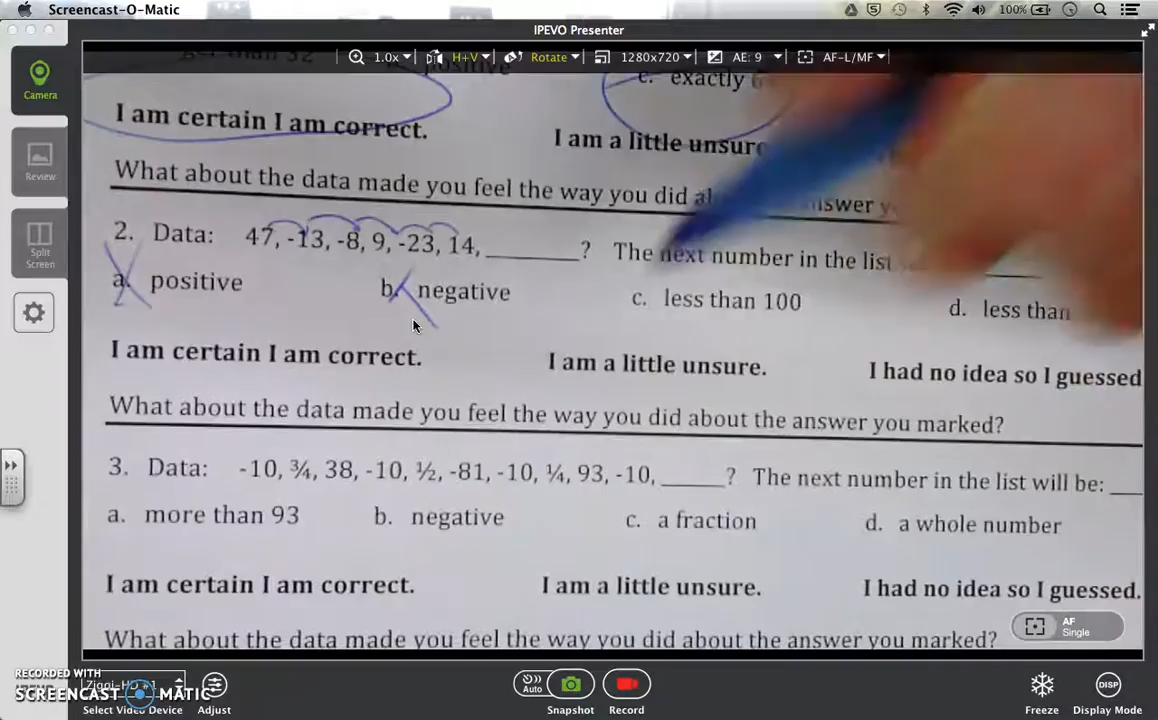 Screencast-O-Matic
100%
IPEVO Presenter
1.0x
H+V
Rotate
1280x720
AE: 9
AF-L/MF
Camera
Review
Split
Screen
positive
c. exactly
I am certain I am correct.
I am a little unsure
What about the data made you feel the way you did answer
2. Data: 47, -13, -8, 9, -23, 14, ________? The next number in the list
a. positive b. negative c. less than 100 d. less than
I am certain I am correct. I am a little unsure. I had no idea so I guessed
What about the data made you feel the way you did about the answer you marked?
3. Data: -10, ¾, 38, -10, ½, -81, -10, ¼, 93, -10, _____? The next number in the list will be: ___
a. more than 93 b. negative c. a fraction d. a whole number
I am certain I am correct. I am a little unsure. I had no idea so I guessed.
What about the data made you feel the way you did about the answer you marked?
AF
Single
RECORDED WITH
SCREENCAST MATIC
Select Video Device
Adjust
Auto
Snapshot
Record
Freeze
DISP
Display Mode